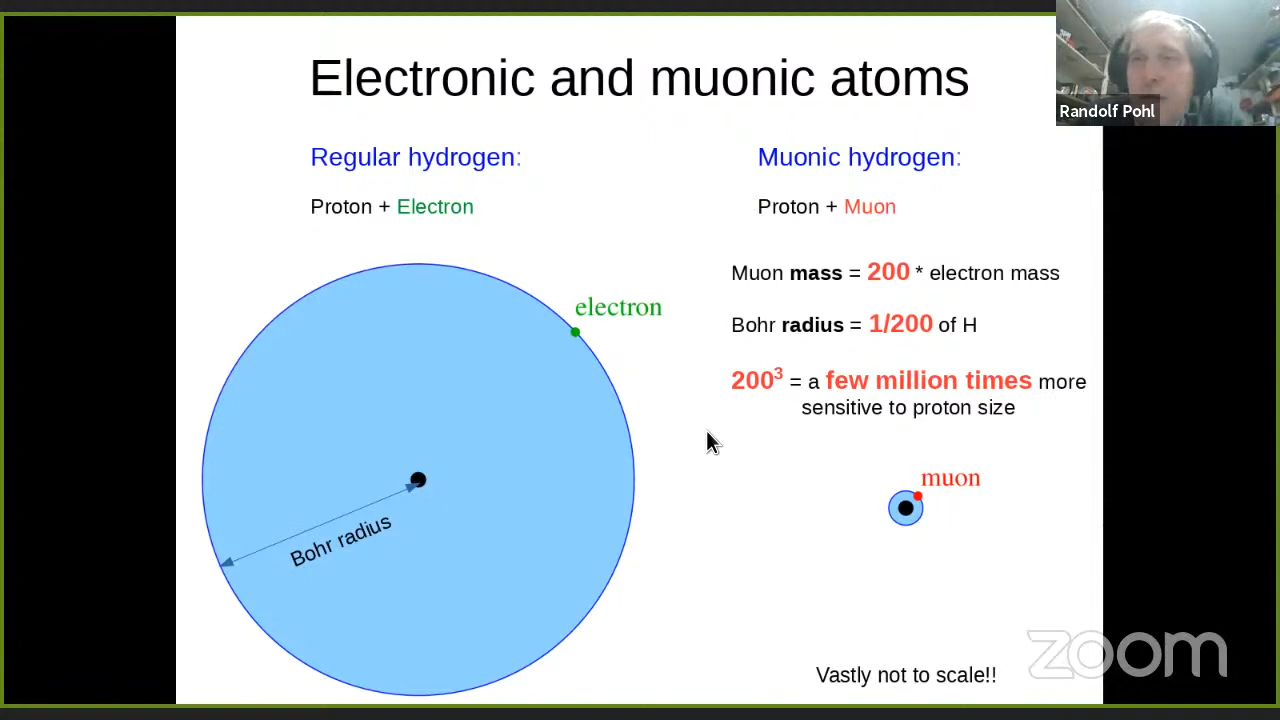 Electronic and muonic atoms
Randolf Pohl
Regular hydrogen:
Proton + Electron
electron
Bohr radius
Muonic hydrogen:
Proton + Muon
Muon mass = 200 * electron mass
Bohr radius = 1/200 of H
200³ = a few million times more
sensitive to proton size
muon
Vastly not to scale!!
zoom